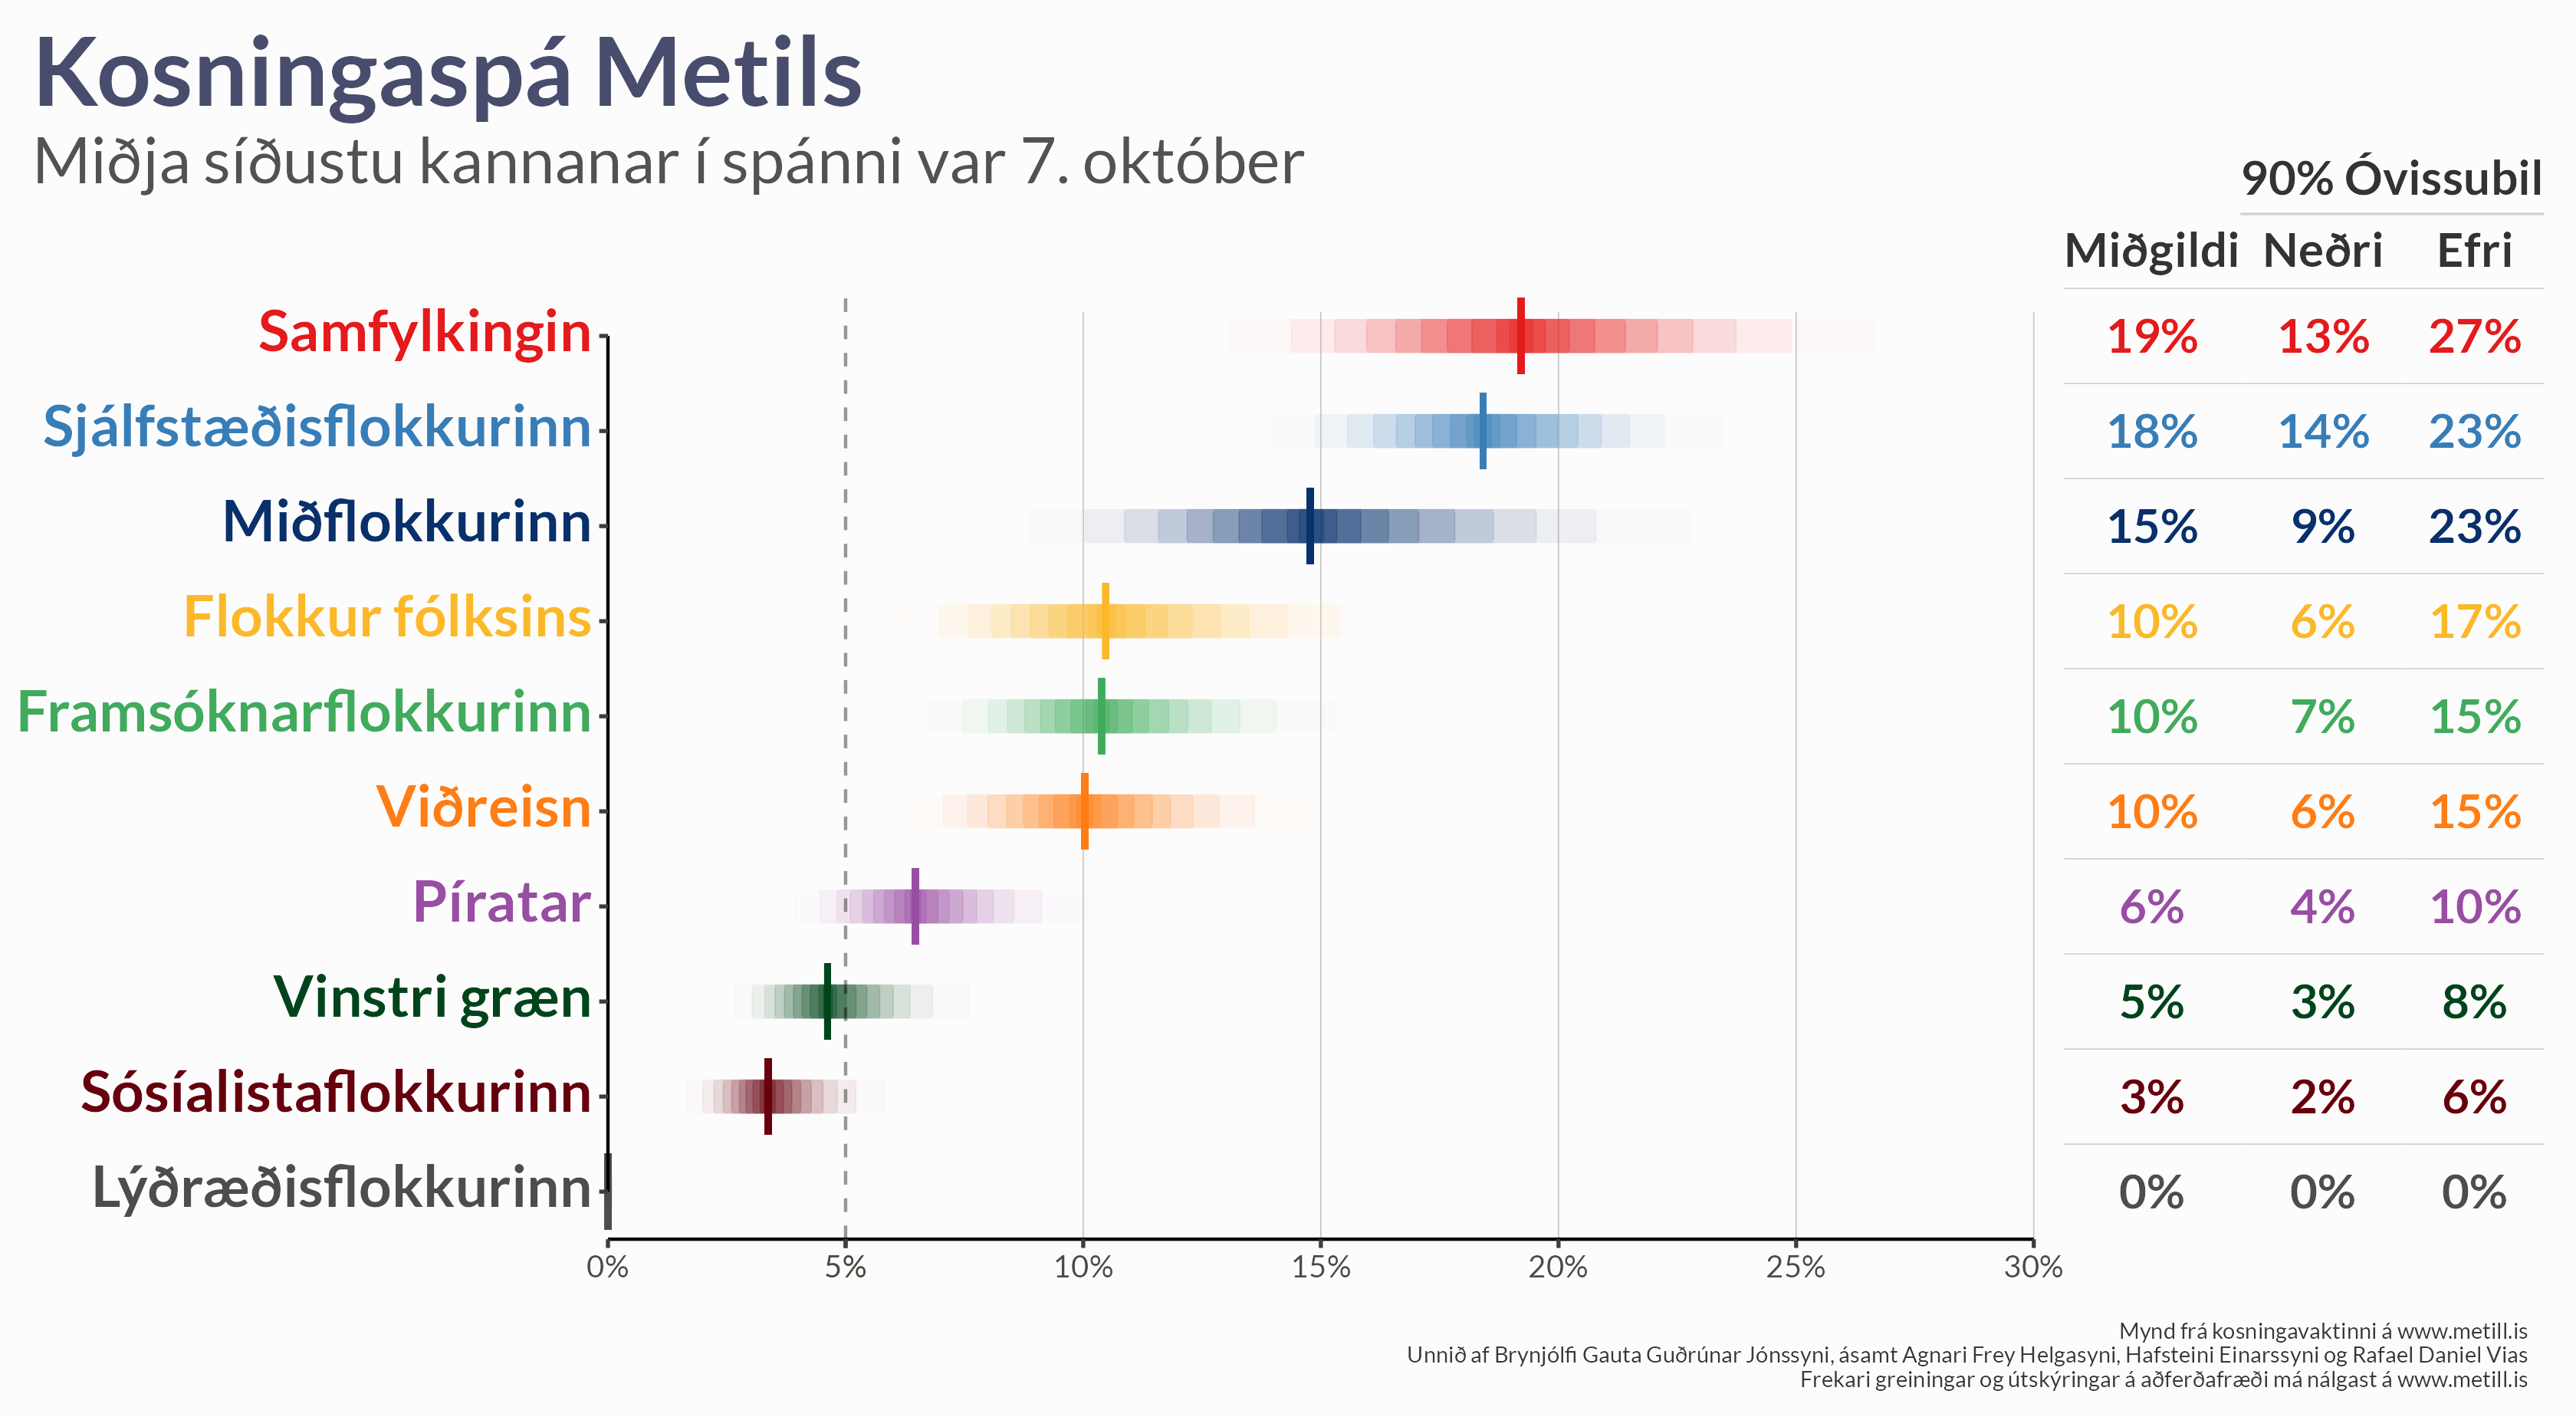 Kosningaspá Metils
Miðja síðustu kannanar í spánni var 7. október
90% Óvissubil
Miðgildi Neðri Efri
Samfylkingin 19% 13% 27%
Sjálfstæðisflokkurinn 18% 14% 23%
Miðflokkurinn 15% 9% 23%
Flokkur fólksins 10% 6% 17%
Framsóknarflokkurinn 10% 7% 15%
Viðreisn 10% 6% 15%
Píratar 6% 4% 10%
Vinstri græn 5% 3% 8%
Sósíalistaflokkurinn 3% 2% 6%
Lýðræðisflokkurinn 0% 0% 0%
0% 5% 10% 15% 20% 25% 30%
Mynd frá kosningavaktinni á www.metill.is
Unnið af Brynjólfi Gauta Guðrúnar Jónssyni, ásamt Agnari Frey Helgasyni, Hafsteini Einarssyni og Rafael Daniel Vias
Frekari greiningar og útskýringar á aðferðafræði má nálgast á www.metill.is